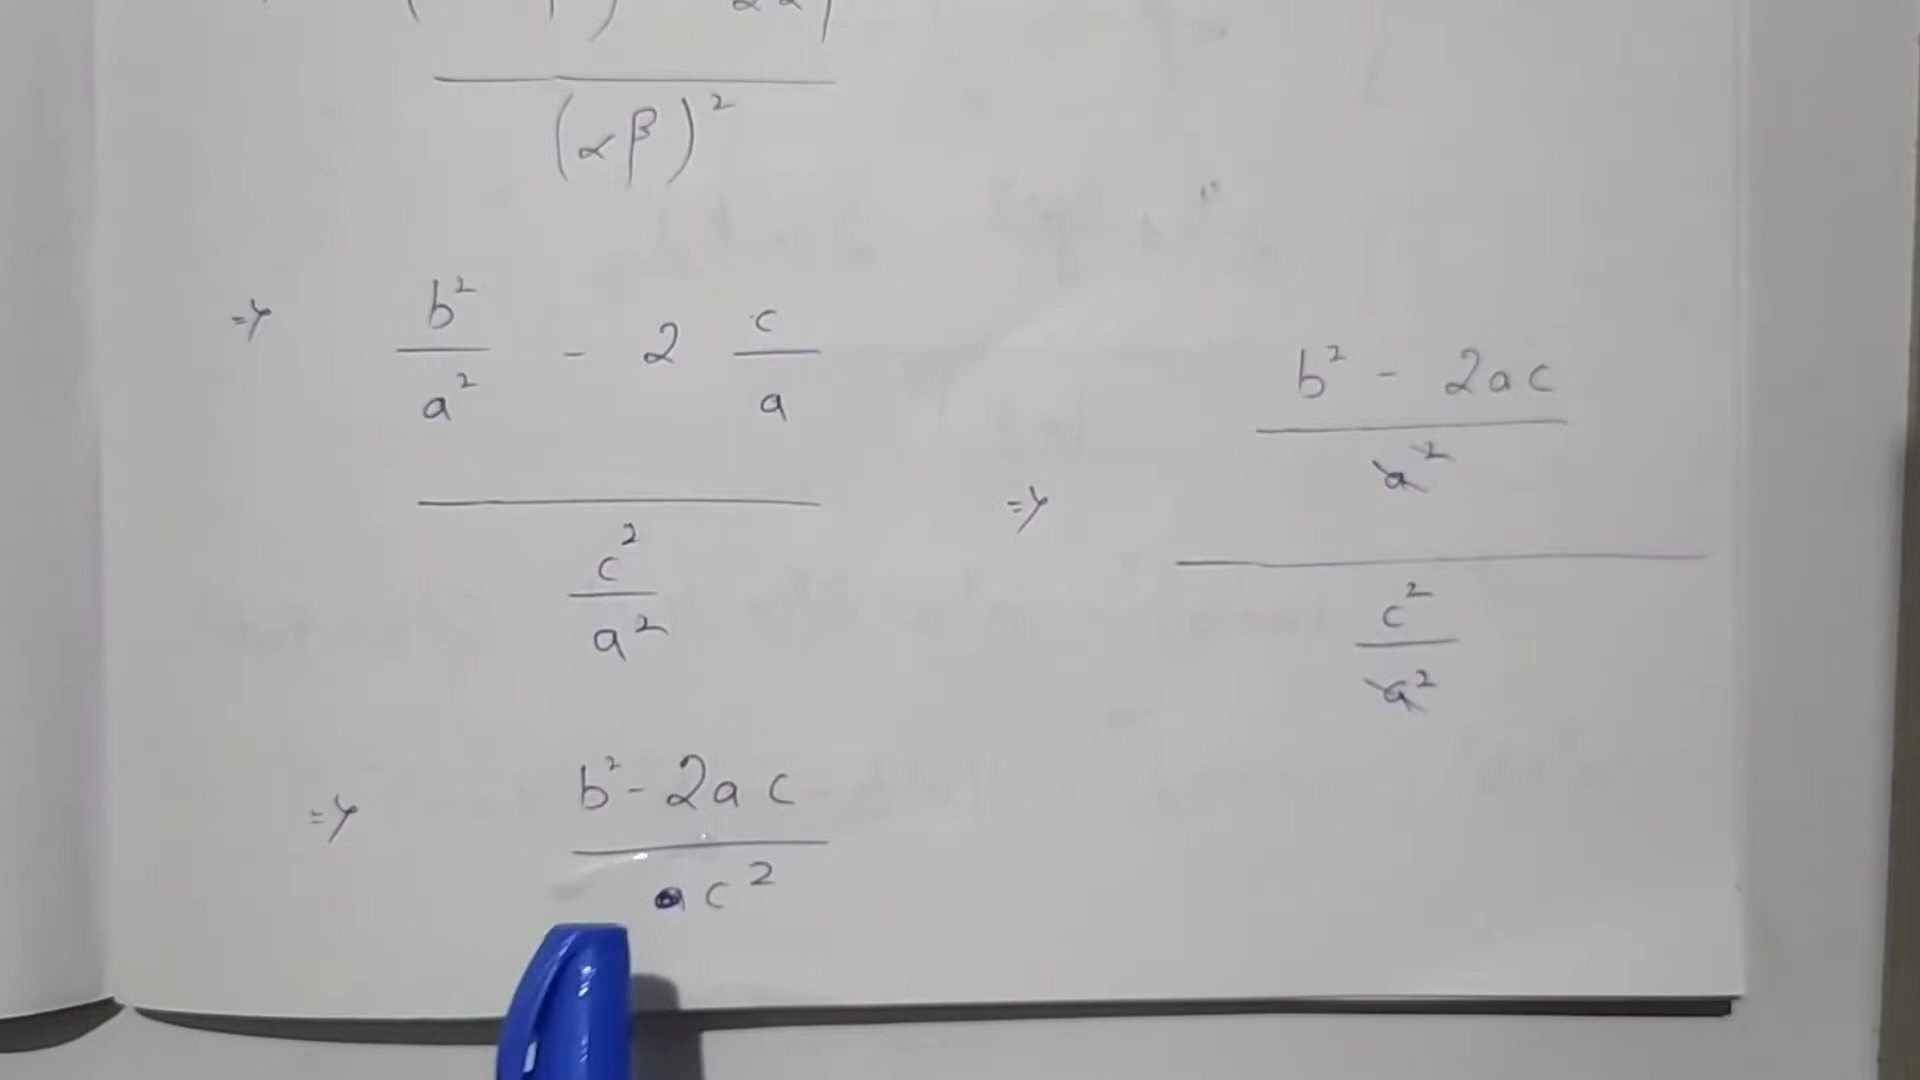 (αβ)²
⇒ b²/a² - 2 c/a
c²/a²
⇒ b² - 2ac
a²
c²
a²
⇒ b² - 2ac
c²